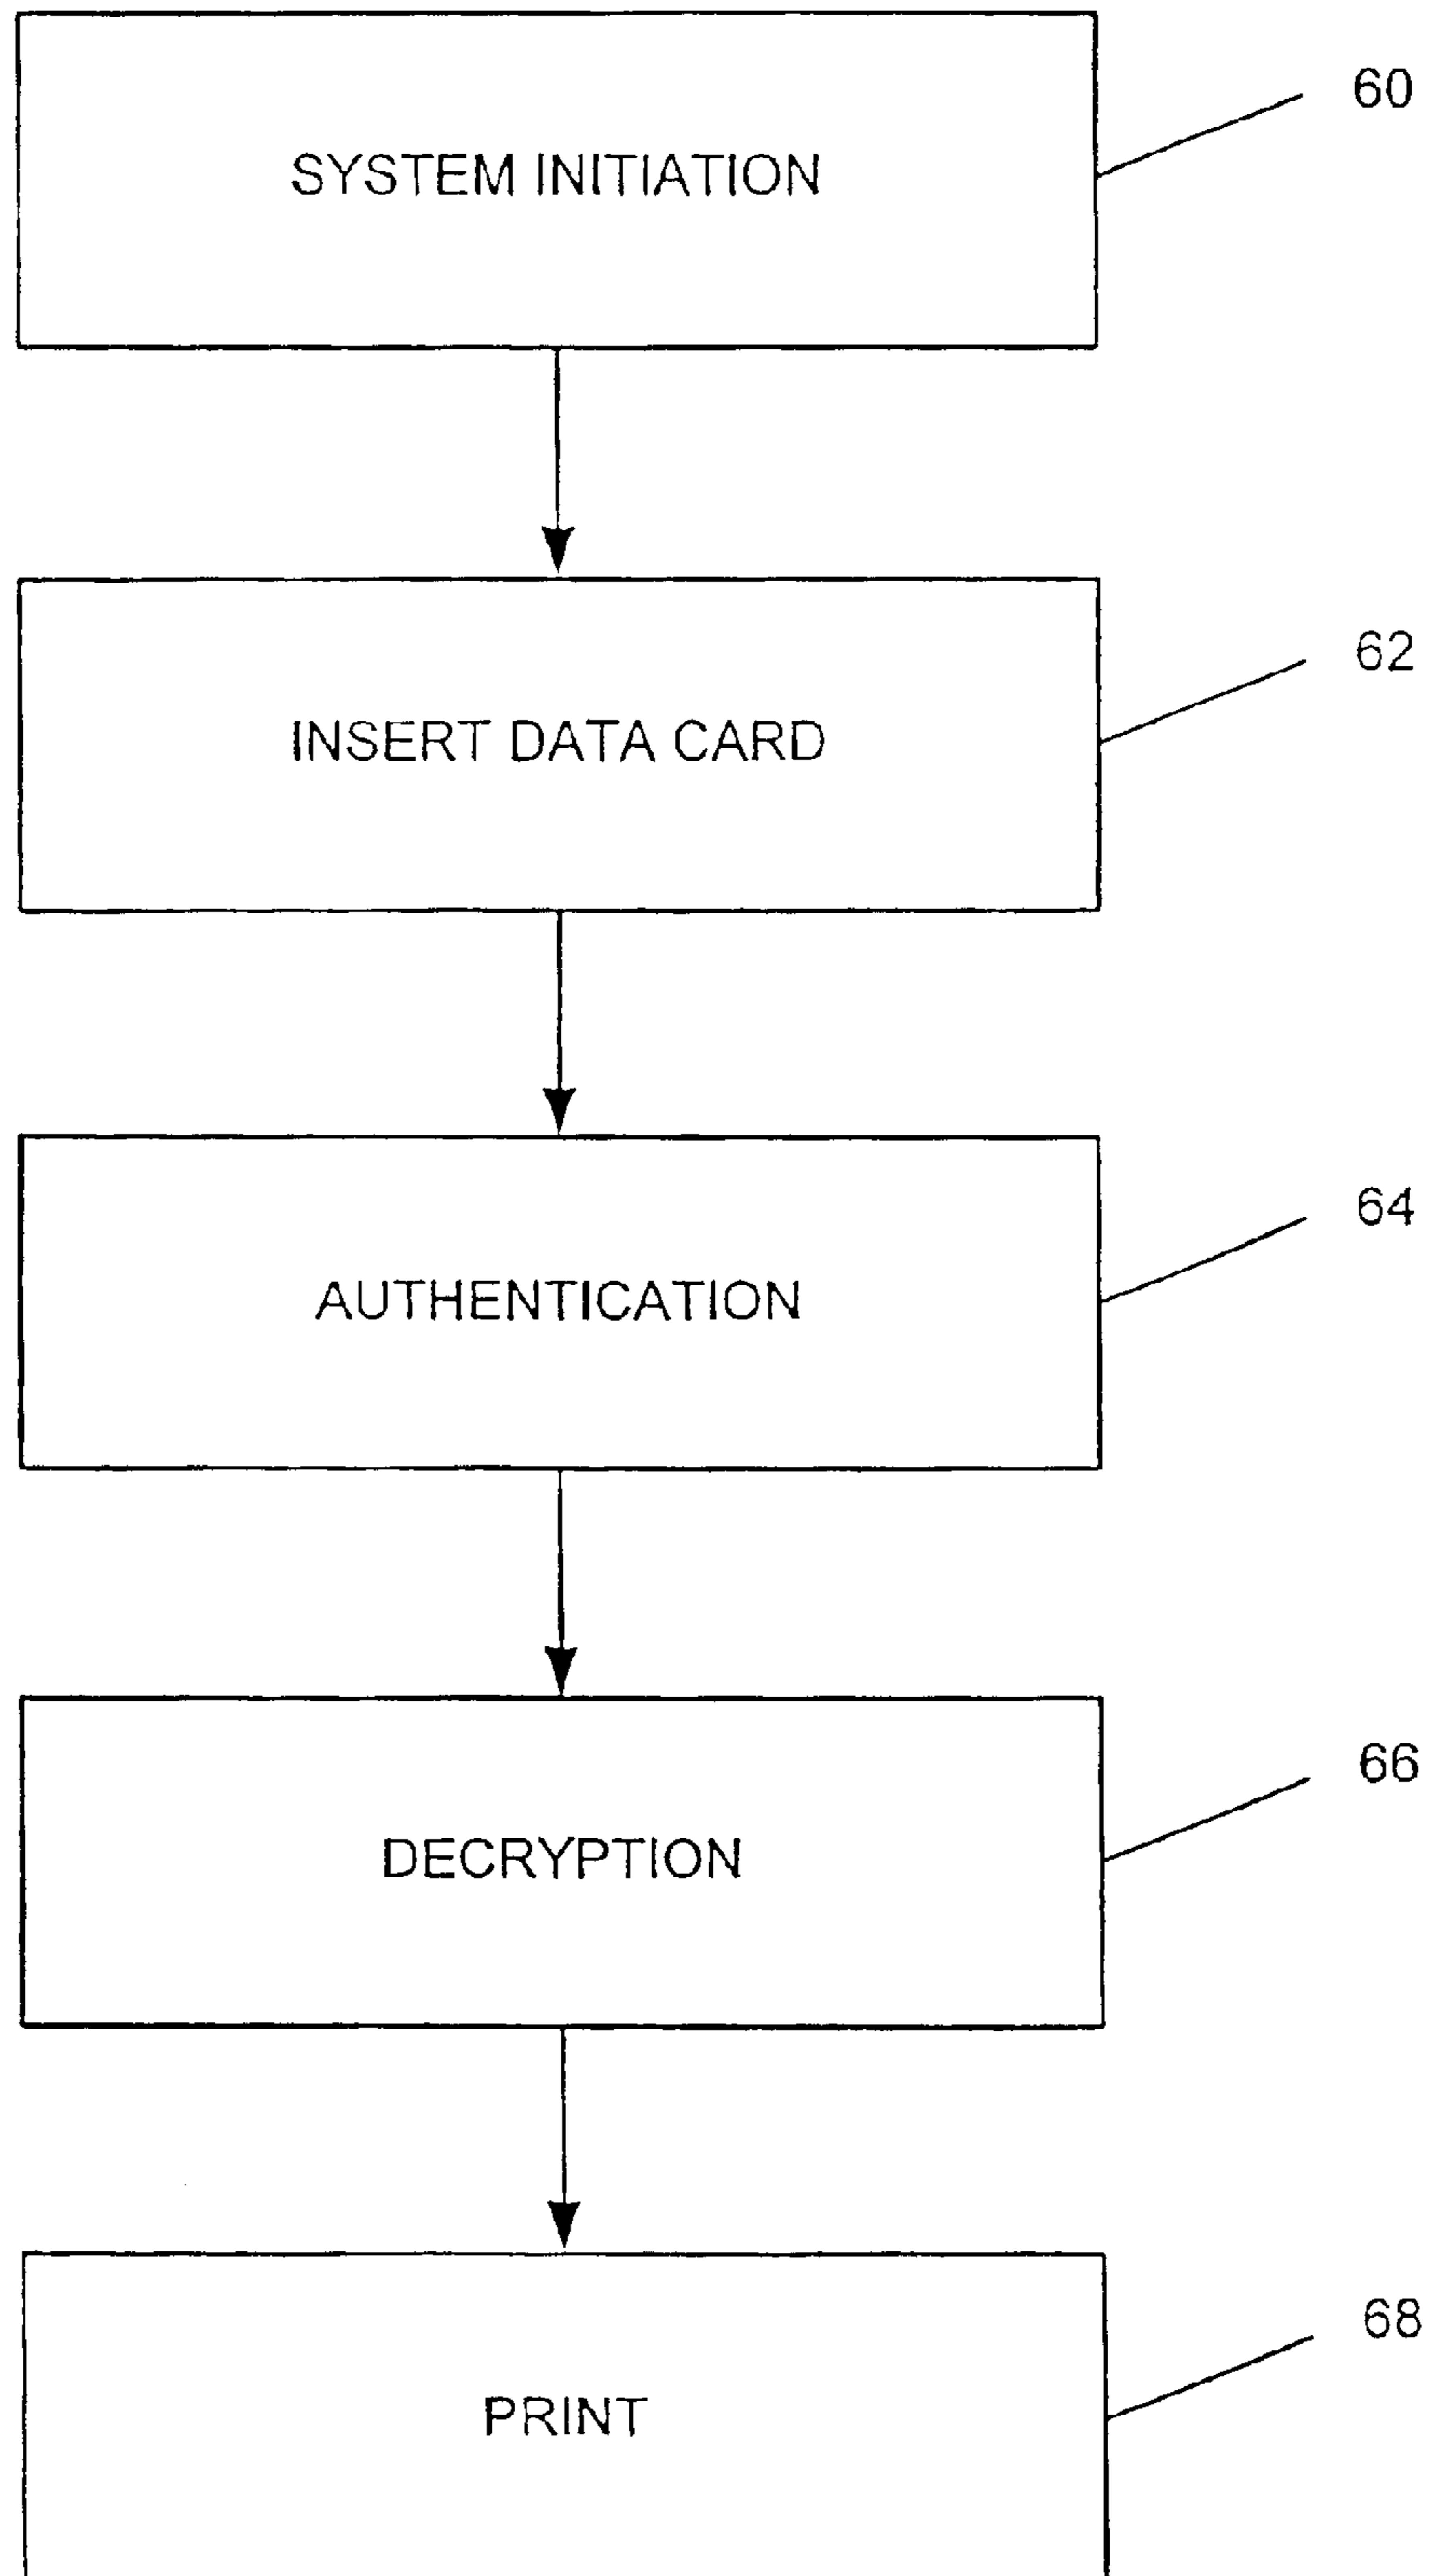 SYSTEM INITIATION
60
INSERT DATA CARD
62
AUTHENTICATION
64
DECRYPTION
66
PRINT
68